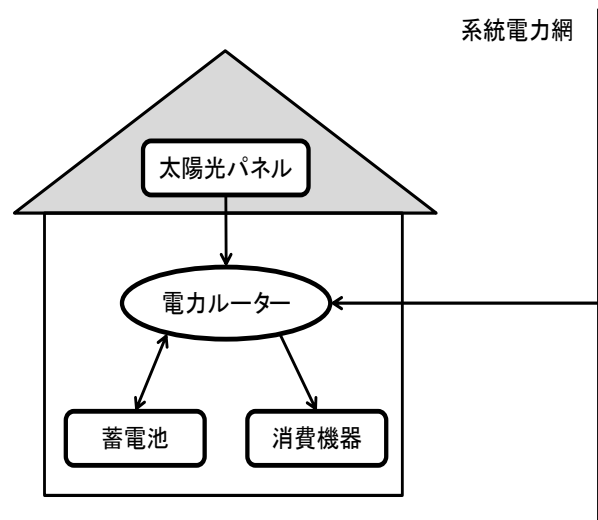 系統電力網
太陽光パネル
電力ルーター
蓄電池
消費機器